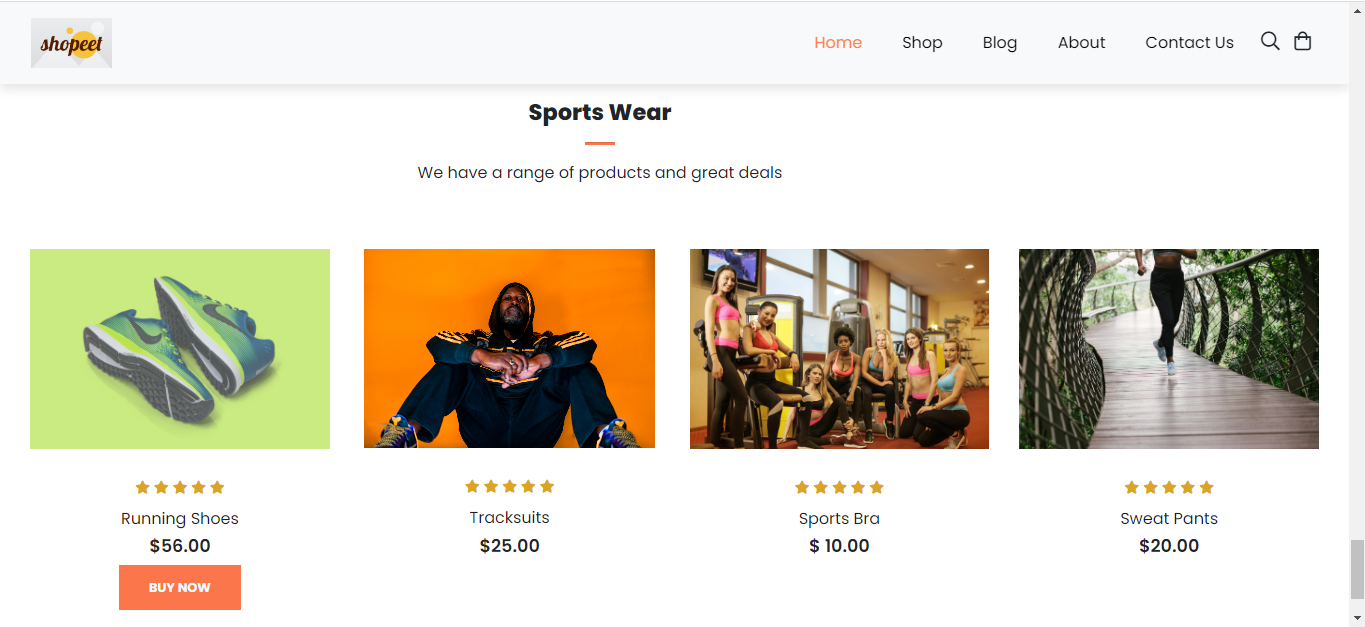 shopeet
Home Shop Blog About Contact Us
Sports Wear
We have a range of products and great deals
Running Shoes
$56.00
BUY NOW
Tracksuits
$25.00
Sports Bra
$ 10.00
Sweat Pants
$20.00